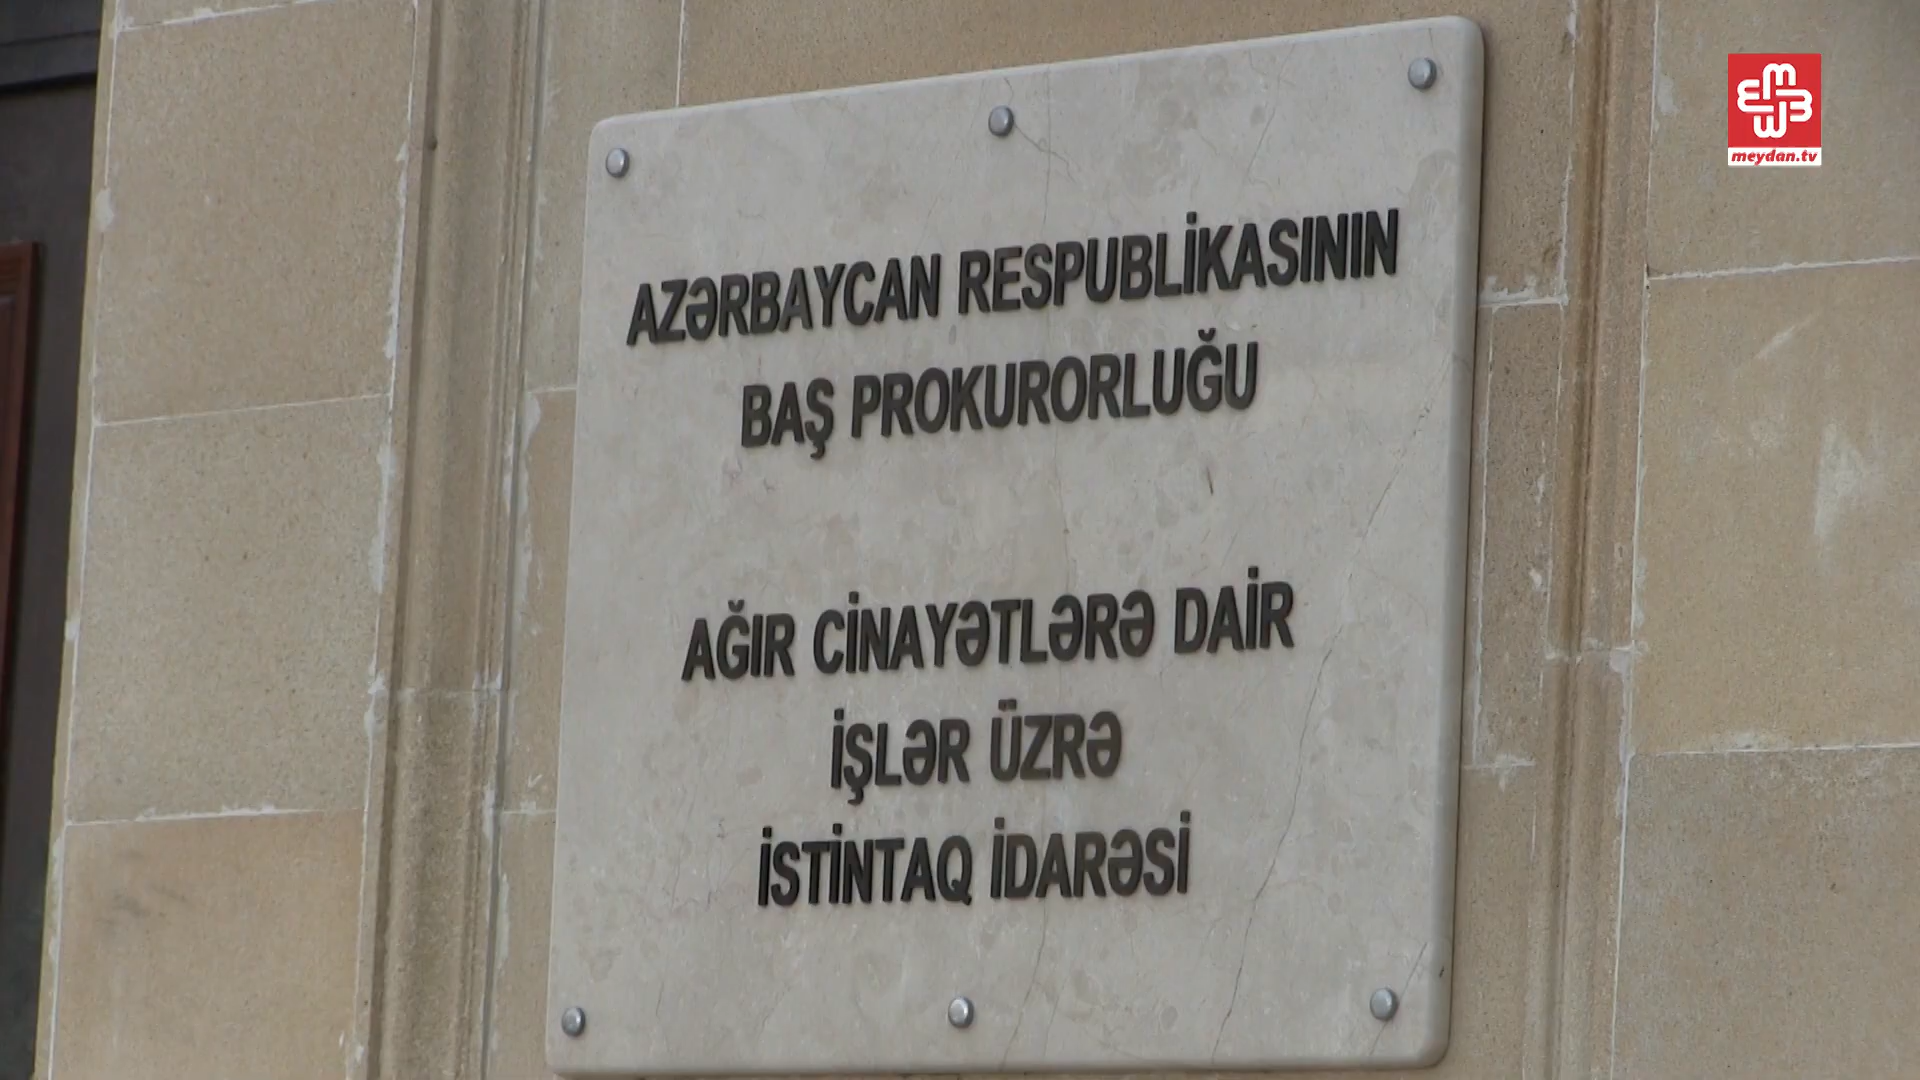 AZƏRBAYCAN RESPUBLİKASININ
BAŞ PROKURORLUĞU
AĞIR CİNAYƏTLƏRƏ DAİR
İŞLƏR ÜZRƏ
İSTİNTAQ İDARƏSİ
meydan.tv